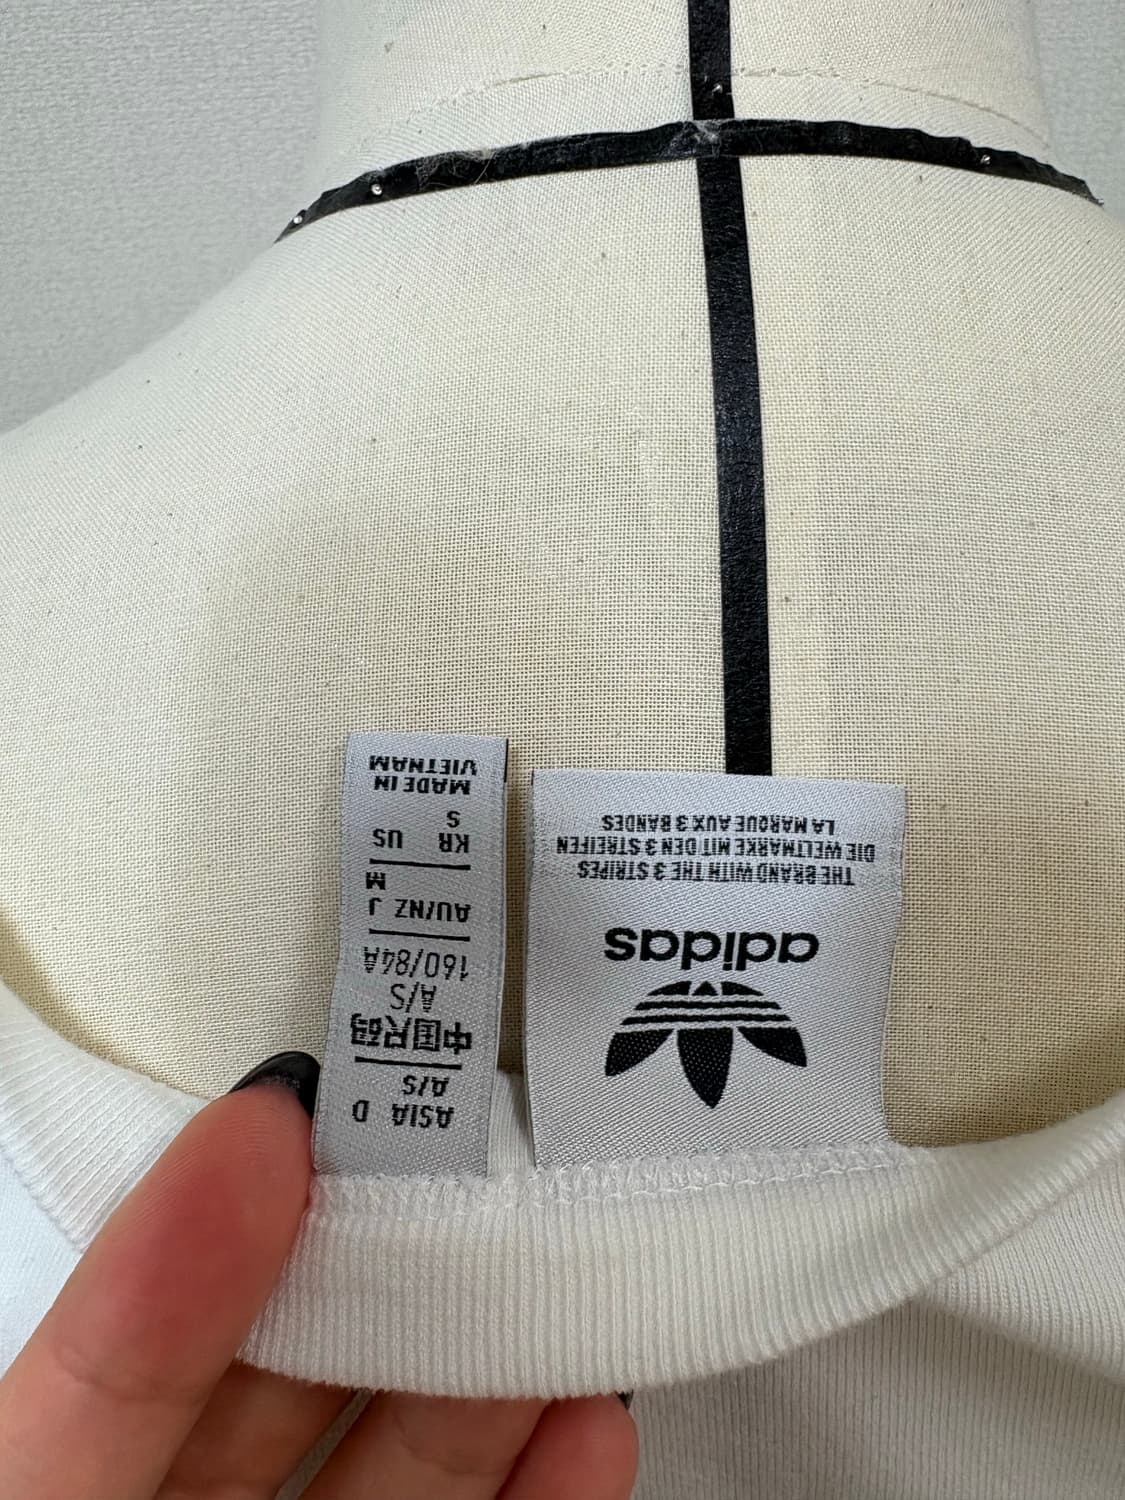 adidas
THE BRAND WITH THE 3 STRIPES
DIE WELTMARKE MIT DEN 3 STREIFEN
LA MARQUE AUX 3 BANDES
ASIA D
A/S
中国尺码
A/S
160/84A
AU/NZ J
M
KR US
S
MADE IN
VIETNAM